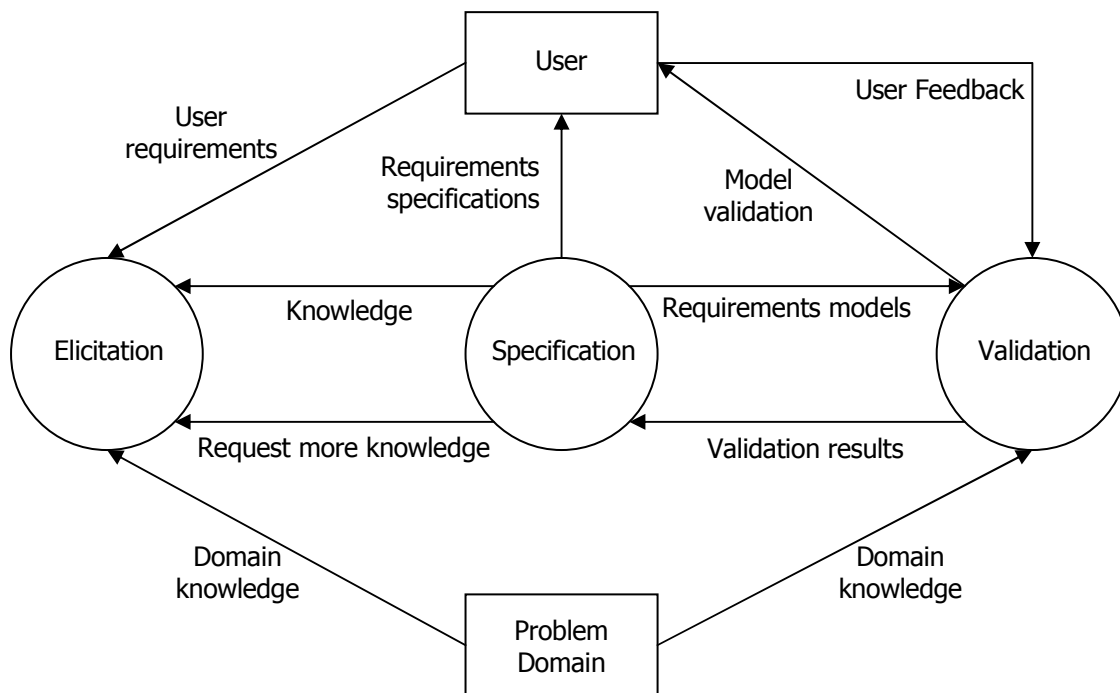 User
User Feedback
User
requirements
Requirements
specifications
Model
validation
Knowledge
Requirements models
Elicitation
Specification
Validation
Request more knowledge
Validation results
Domain
knowledge
Domain
knowledge
Problem
Domain